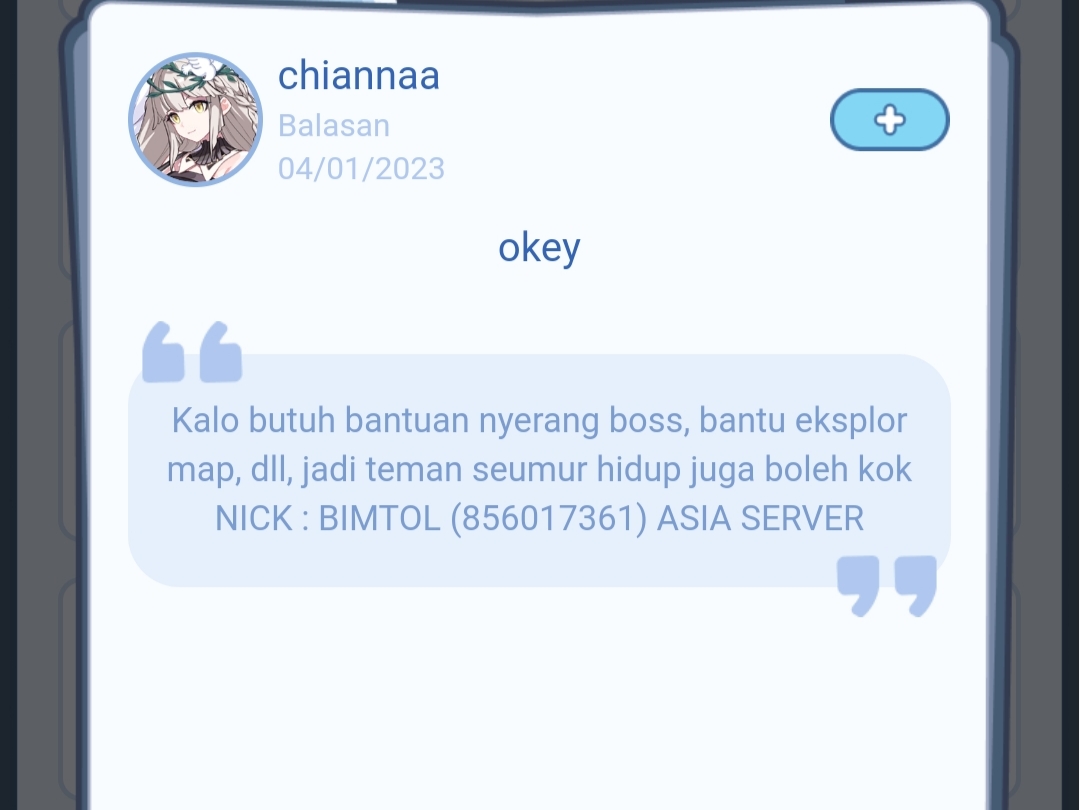 chiannaa
Balasan
04/01/2023
okey
Kalo butuh bantuan nyerang boss, bantu eksplor
map, dll, jadi teman seumur hidup juga boleh kok
NICK : BIMTOL (856017361) ASIA SERVER